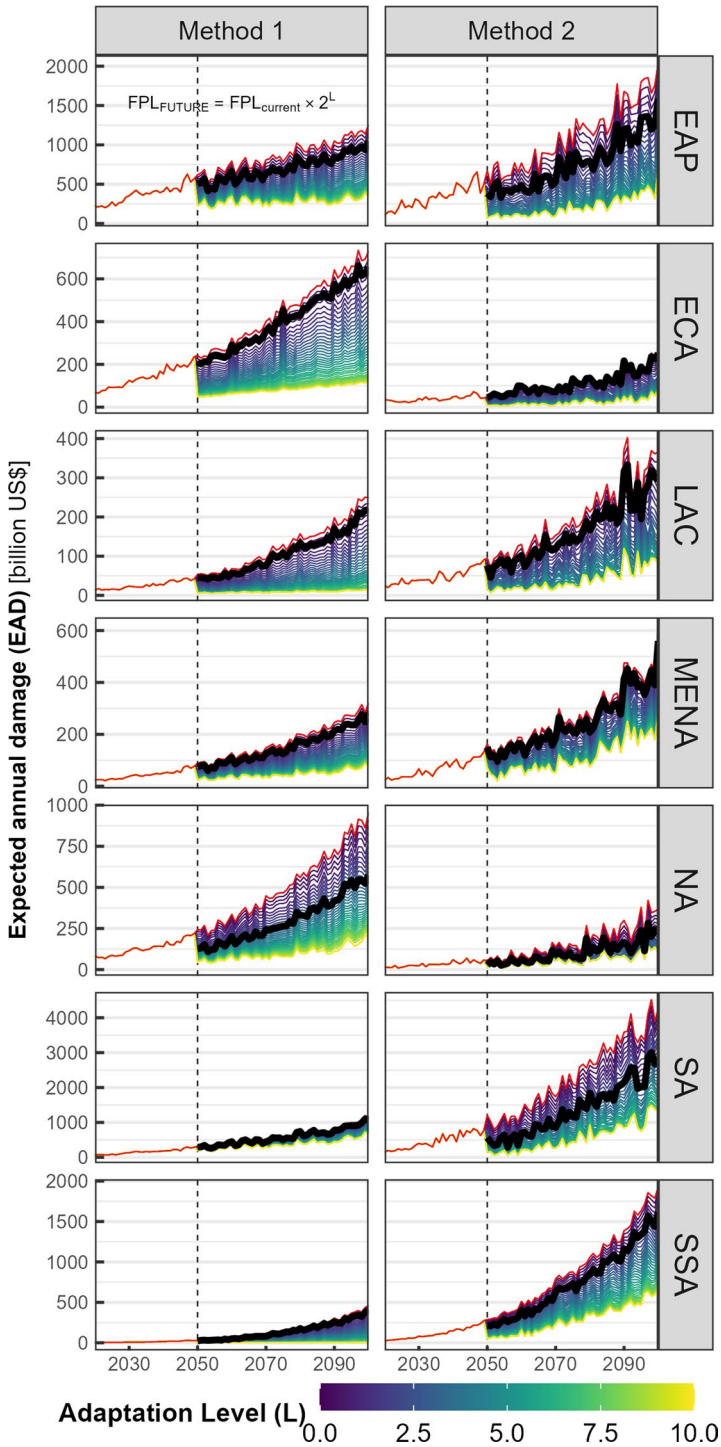 Method 1
Method 2
2000
1500
1000
500
0
FPL_FUTURE = FPL_current × 2^L
EAP
600
400
200
0
ECA
400
300
200
100
0
LAC
600
400
200
0
MENA
1000
750
500
250
0
NA
4000
3000
2000
1000
0
SA
2000
1500
1000
500
0
SSA
Expected annual damage (EAD) [billion US$]
2030 2050 2070 2090
2030 2050 2070 2090
Adaptation Level (L)
0.0 2.5 5.0 7.5 10.0